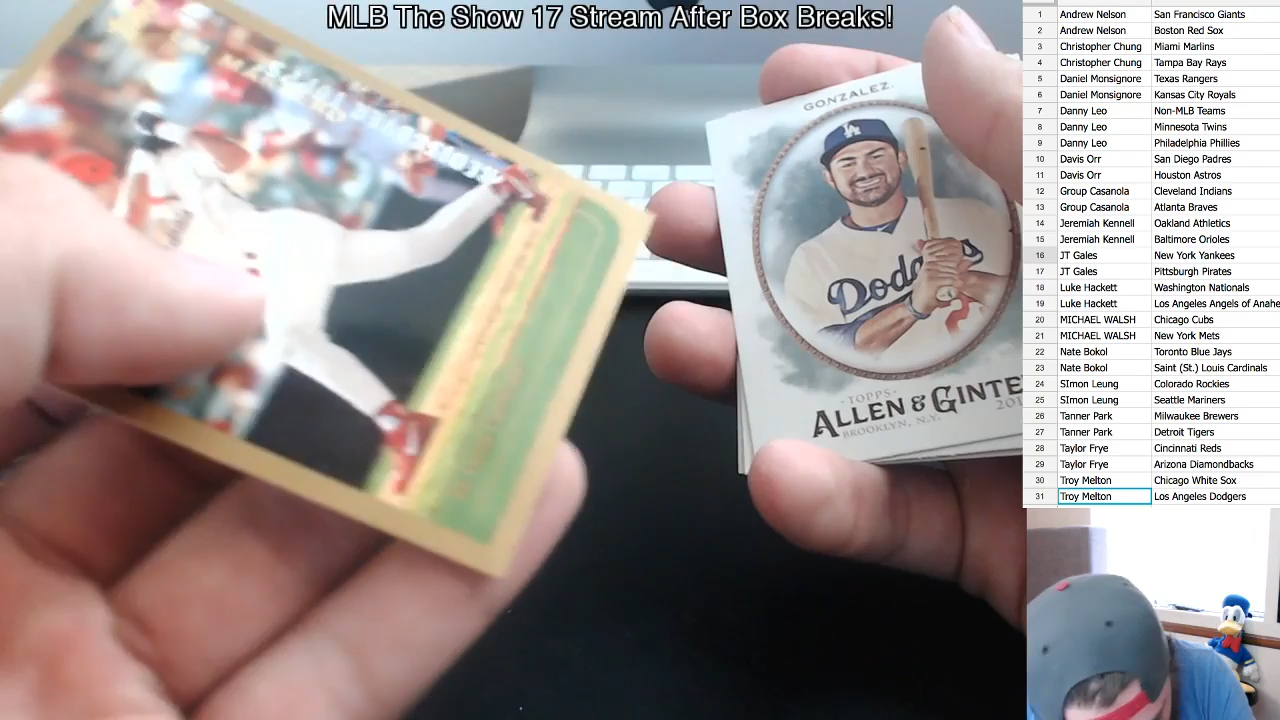 MLB The Show 17 Stream After Box Breaks!
GONZALEZ
LA
Dod
TOPPS
ALLEN & GINTE
BROOKLYN, N.Y.
201
1 Andrew Nelson San Francisco Giants
2 Andrew Nelson Boston Red Sox
3 Christopher Chung Miami Marlins
4 Christopher Chung Tampa Bay Rays
5 Daniel Monsignore Texas Rangers
6 Daniel Monsignore Kansas City Royals
7 Danny Leo Non-MLB Teams
8 Danny Leo Minnesota Twins
9 Danny Leo Philadelphia Phillies
10 Davis Orr San Diego Padres
11 Davis Orr Houston Astros
12 Group Casanola Cleveland Indians
13 Group Casanola Atlanta Braves
14 Jeremiah Kennell Oakland Athletics
15 Jeremiah Kennell Baltimore Orioles
16 JT Gales New York Yankees
17 JT Gales Pittsburgh Pirates
18 Luke Hackett Washington Nationals
19 Luke Hackett Los Angeles Angels of Anahe
20 MICHAEL WALSH Chicago Cubs
21 MICHAEL WALSH New York Mets
22 Nate Bokol Toronto Blue Jays
23 Nate Bokol Saint (St.) Louis Cardinals
24 SImon Leung Colorado Rockies
25 SImon Leung Seattle Mariners
26 Tanner Park Milwaukee Brewers
27 Tanner Park Detroit Tigers
28 Taylor Frye Cincinnati Reds
29 Taylor Frye Arizona Diamondbacks
30 Troy Melton Chicago White Sox
31 Troy Melton Los Angeles Dodgers